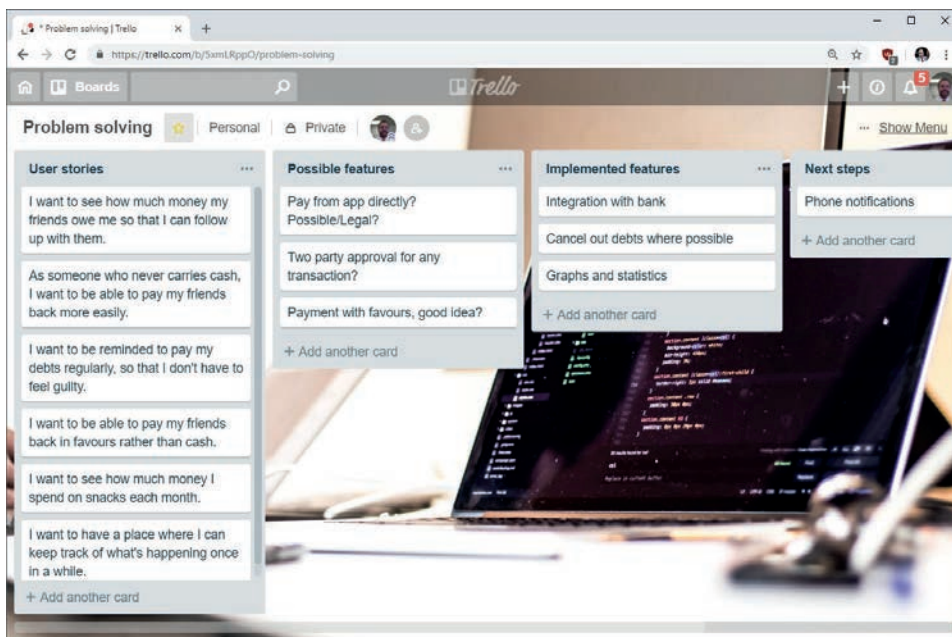 * Problem solving | Trello
https://trello.com/b/5xmLRppO/problem-solving
Boards
Trello
5
Problem solving
Personal
Private
Show Menu
User stories
I want to see how much money my
friends owe me so that I can follow
up with them.
As someone who never carries cash,
I want to be able to pay my friends
back more easily.
I want to be reminded to pay my
debts regularly, so that I don't have to
feel guilty.
I want to be able to pay my friends
back in favours rather than cash.
I want to see how much money I
spend on snacks each month.
I want to have a place where I can
keep track of what's happening once
in a while.
+ Add another card
Possible features
Pay from app directly?
Possible/Legal?
Two party approval for any
transaction?
Payment with favours, good idea?
+ Add another card
Implemented features
Integration with bank
Cancel out debts where possible
Graphs and statistics
+ Add another card
Next steps
Phone notifications
+ Add another card